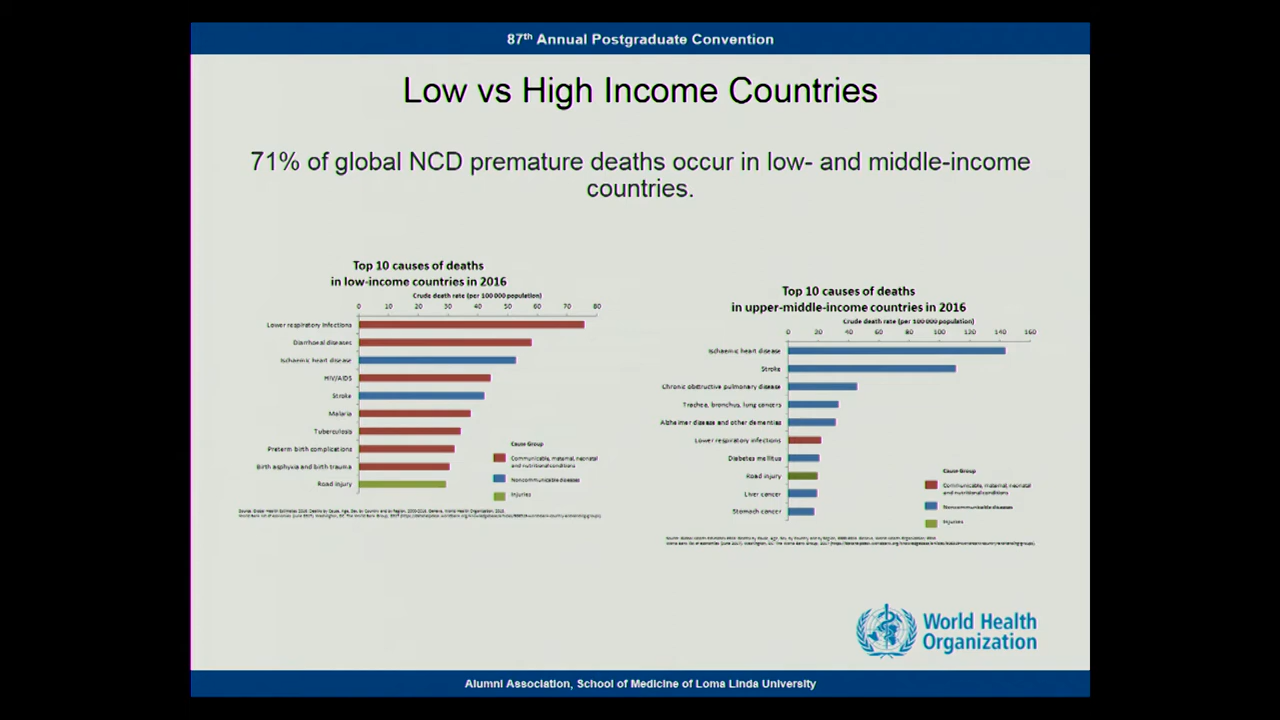 87th Annual Postgraduate Convention
Low vs High Income Countries
71% of global NCD premature deaths occur in low- and middle-income
countries.
Top 10 causes of deaths
in low-income countries in 2016
Crude death rate (per 100 000 population)
0 10 20 30 40 50 60 70 80
Lower respiratory infections
Diarrhoeal diseases
Ischaemic heart disease
HIV/AIDS
Stroke
Malaria
Tuberculosis
Preterm birth complications
Birth asphyxia and birth trauma
Road injury
Cause Group
Communicable, maternal, neonatal
and nutritional conditions
Noncommunicable diseases
Injuries
Top 10 causes of deaths
in upper-middle-income countries in 2016
Crude death rate (per 100 000 population)
0 20 40 60 80 100 120 140 160
Ischaemic heart disease
Stroke
Chronic obstructive pulmonary disease
Trachea, bronchus, lung cancers
Alzheimer disease and other dementias
Lower respiratory infections
Diabetes mellitus
Road injury
Liver cancer
Stomach cancer
Cause Group
Communicable, maternal, neonatal
and nutritional conditions
Noncommunicable diseases
Injuries
World Health
Organization
Alumni Association, School of Medicine of Loma Linda University